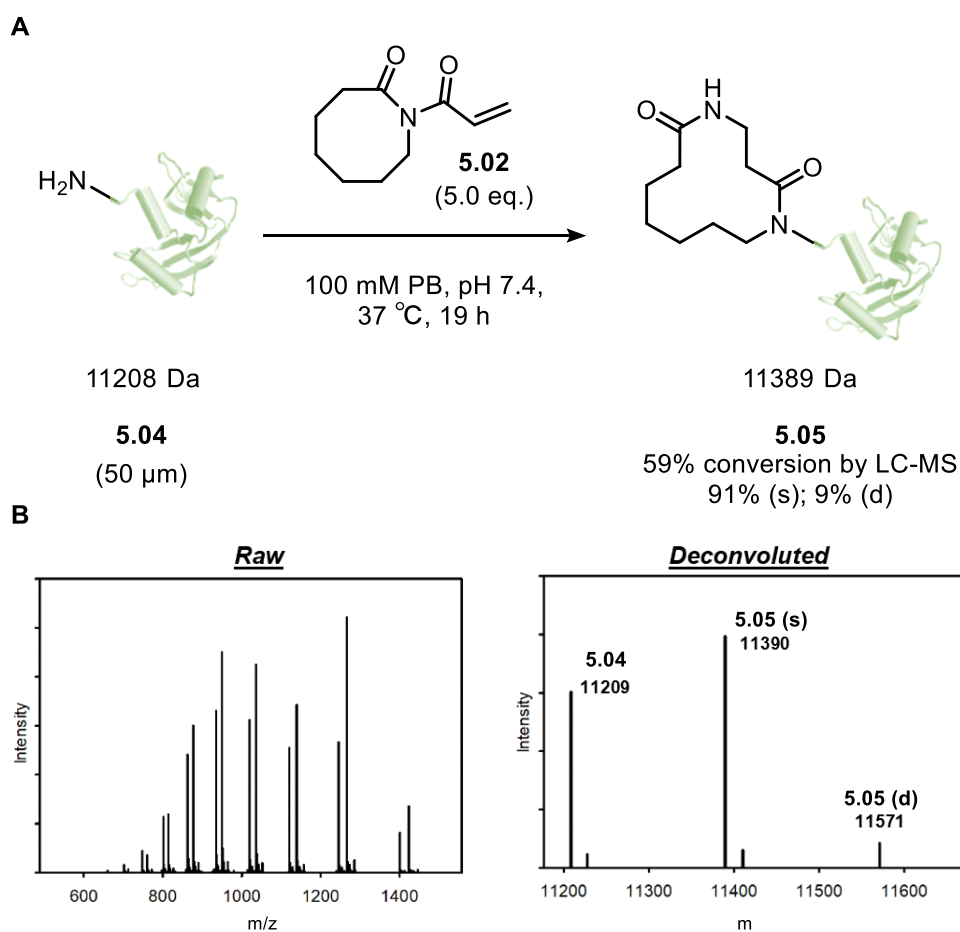 A
O
O
N
5.02
(5.0 eq.)
H2N
100 mM PB, pH 7.4,
37 °C, 19 h
H
O
N
O
N
11208 Da
5.04
(50 µm)
11389 Da
5.05
59% conversion by LC-MS
91% (s); 9% (d)
B
Raw
Intensity
600
800
1000
1200
1400
m/z
Deconvoluted
5.05 (s)
11390
5.04
11209
5.05 (d)
11571
Intensity
11200
11300
11400
11500
11600
m